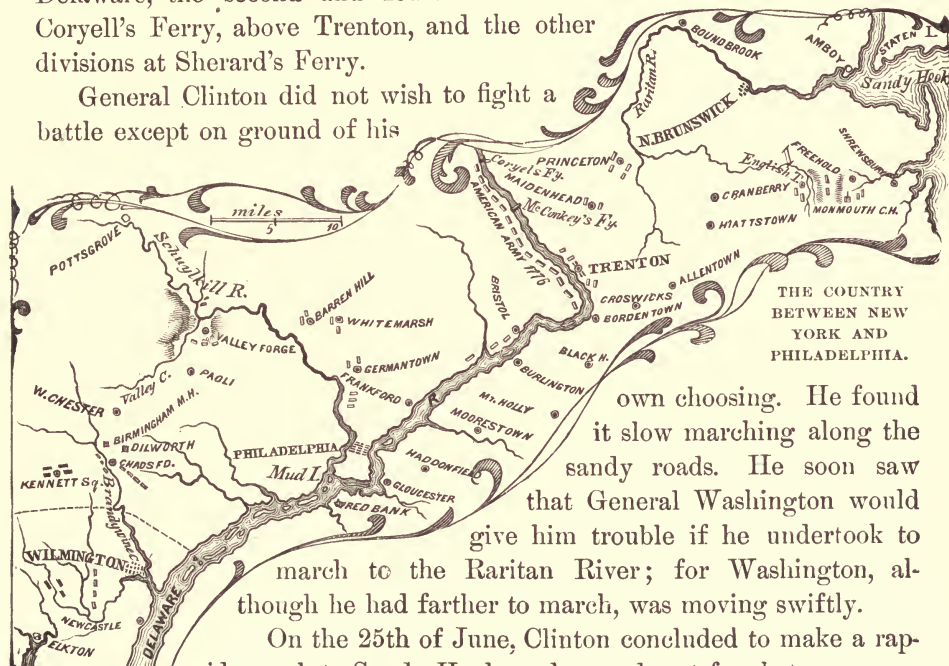 Coryell's Ferry, above Trenton, and the other
divisions at Sherard's Ferry.
General Clinton did not wish to fight a
battle except on ground of his
miles
5 10
POTTSGROVE
Schuylkill R.
BARREN HILL
WHITEMARSH
VALLEY FORGE
GERMANTOWN
FRANKFORD
Valley C.
PAOLI
W. CHESTER
BIRMINGHAM M.H.
DILWORTH
CHADS FD.
KENNETT Sq.
Brandywine
PHILADELPHIA
Mud I.
WILMINGTON
NEWCASTLE
ELKTON
DELAWARE
RED BANK
GLOUCESTER
HADDONFIELD
MOORESTOWN
Mt. HOLLY
BURLINGTON
BLACK H.
BRISTOL
BORDENTOWN
CROSWICKS
ALLENTOWN
TRENTON
AMERICAN ARMY 1776
Coryels Fy.
MAIDENHEAD
McConkey's Fy.
PRINCETON
Raritan R.
BOUNDBROOK
N. BRUNSWICK
AMBOY
STATEN I.
Sandy Hook
English T.
FREEHOLD
SHREWSBURY
CRANBERRY
MONMOUTH C.H.
HIATTSTOWN
THE COUNTRY
BETWEEN NEW
YORK AND
PHILADELPHIA.
own choosing. He found
it slow marching along the
sandy roads. He soon saw
that General Washington would
give him trouble if he undertook to
march to the Raritan River; for Washington, al-
though he had farther to march, was moving swiftly.
On the 25th of June, Clinton concluded to make a rap-